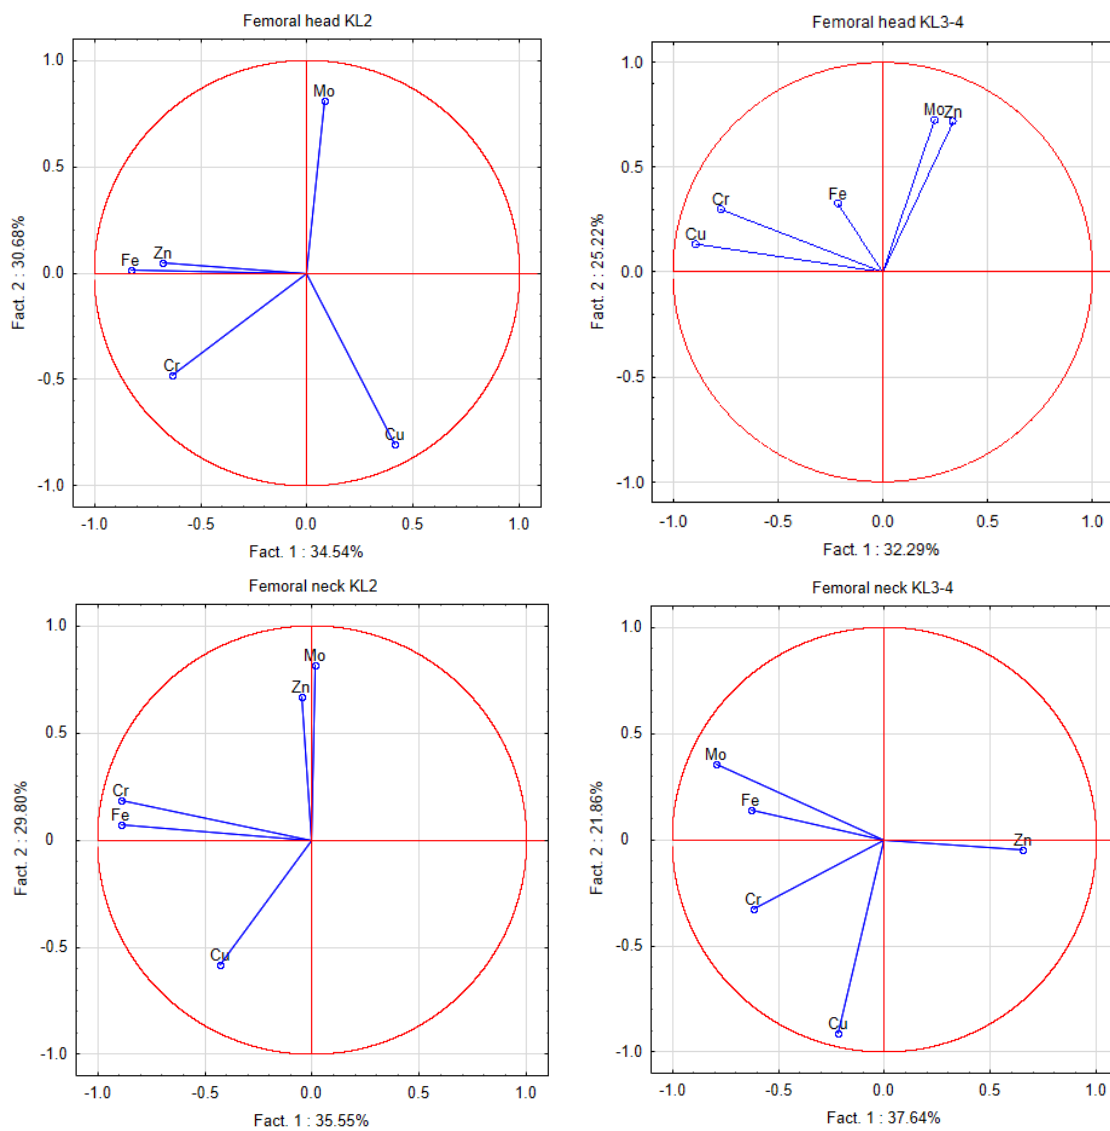 Femoral head KL2
1.0
0.5
0.0
-0.5
-1.0
Mo
Zn
Fe
Cr
Cu
Fact. 2 : 30.68%
-1.0 -0.5 0.0 0.5 1.0
Fact. 1 : 34.54%
Femoral head KL3-4
1.0
0.5
0.0
-0.5
-1.0
Mo Zn
Fe
Cr
Cu
Fact. 2 : 25.22%
-1.0 -0.5 0.0 0.5 1.0
Fact. 1 : 32.29%
Femoral neck KL2
1.0
0.5
0
-0.5
-1.0
Mo
Zn
Cr
Fe
Cu
Fact. 2 : 29.80%
-1.0 -0.5 0.0 0.5 1.0
Fact. 1 : 35.55%
Femoral neck KL3-4
1.0
0.5
0
-0.5
-1.0
Mo
Fe
Zn
Cr
Cu
Fact. 2 : 21.86%
-1.0 -0.5 0.0 0.5 1.0
Fact. 1 : 37.64%